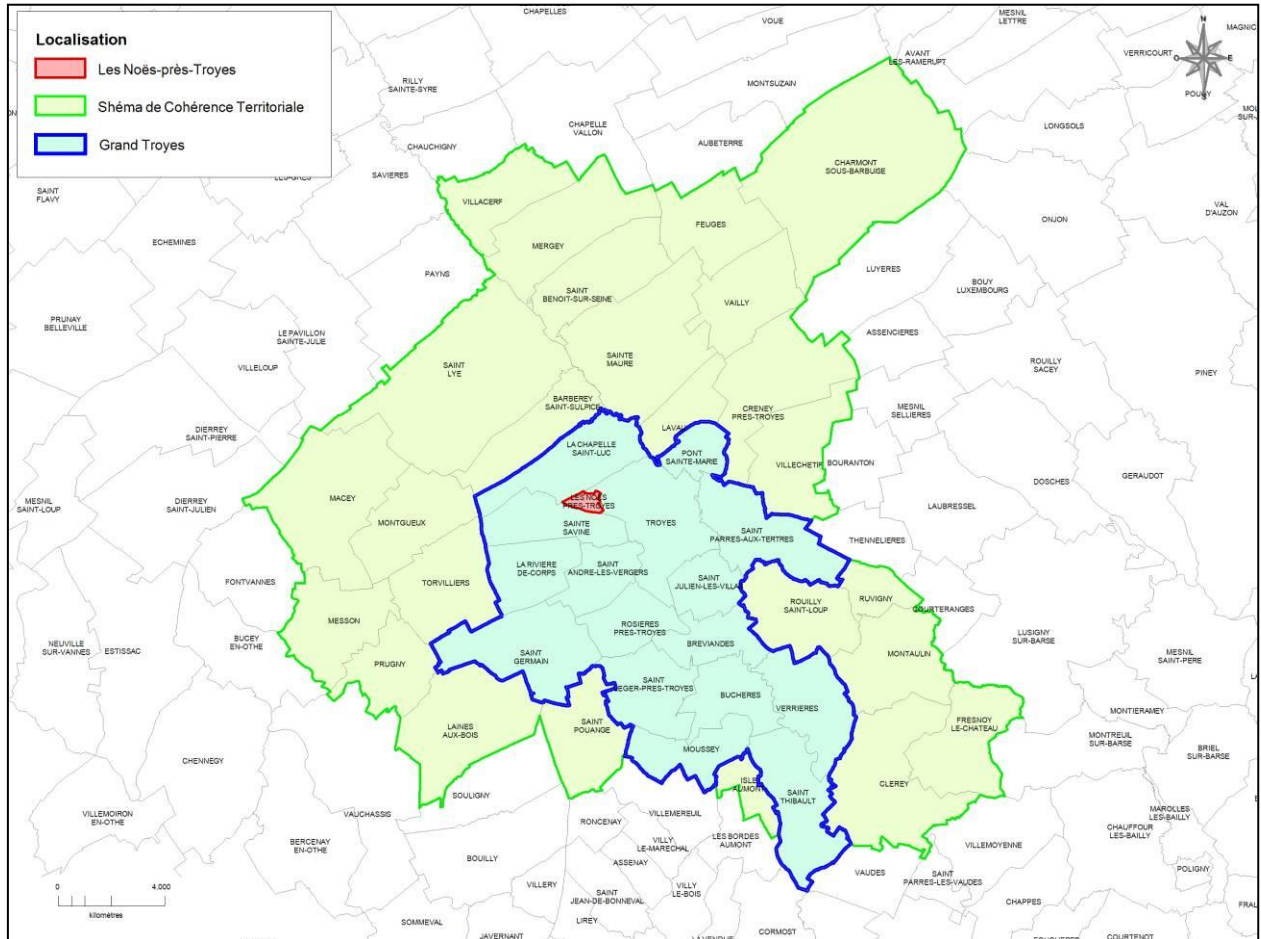 CHAPELLES
VOUE
MESNIL
LETTRE
MAGNIC
Localisation
Les Noës-près-Troyes
Shéma de Cohérence Territoriale
Grand Troyes
AVANT
LES-RAMERUPT
VERRICOURT
N
O
E
S
RILLY
SAINTE-SYRE
MONTSUZAIN
POUGY
CHAPELLE
VALLON
LONGSOLS
AUBETERRE
CHAUCHIGNY
SAVIERES
CHARMONT
SOUS-BARBUISE
SAINT
FLAVY
VILLACERF
VAL
D'AUZON
FEUGES
ONJON
ECHEMINES
MERGEY
PAYNS
LUYERES
BOUY
LUXEMBOURG
SAINT
BENOIT-SUR-SEINE
VAILLY
PRUNAY
BELLEVILLE
LE PAVILLON
SAINTE-JULIE
ASSENCIERES
SAINTE
MAURE
ROUILLY
SACEY
VILLELOUP
SAINT
LYE
PINEY
BARBEREY
SAINT-SULPICE
CRENEY
PRES-TROYES
MESNIL
SELLIERES
DIERREY
SAINT-PIERRE
LAVAU
LA CHAPELLE
SAINT-LUC
PONT
SAINTE-MARIE
VILLECHETIF
BOURANTON
GERAUDOT
DOSCHES
MESNIL
SAINT-LOUP
DIERREY
SAINT-JULIEN
MACEY
LES NOES
PRES-TROYES
LAUBRESSEL
MONTGUEUX
SAINTE
SAVINE
TROYES
SAINT
PARRES-AUX-TERTRES
THENNELIERES
LA RIVIERE
DE-CORPS
SAINT
ANDRE-LES-VERGERS
FONTVANNES
TORVILLIERS
SAINT
JULIEN-LES-VILLA
ROUILLY
SAINT-LOUP
RUVIGNY
COURTERANGES
MESSON
ROSIERES
PRES-TROYES
BUCEY
EN-OTHE
LUSIGNY
SUR-BARSE
NEUVILLE
SUR-VANNES
ESTISSAC
BREVIANDES
MONTAULIN
MESNIL
SAINT-PERE
PRUGNY
SAINT
GERMAIN
SAINT
LEGER-PRES-TROYES
BUCHERES
VERRIERES
MONTIERAMEY
LAINES
AUX-BOIS
SAINT
POUANGE
FRESNOY
LE-CHATEAU
MONTREUIL
SUR-BARSE
MOUSSEY
BRIEL
SUR-BARSE
CHENNEGY
ISLE
AUMONT
CLEREY
SAINT
THIBAULT
SOULIGNY
VILLEMOIRON
EN-OTHE
VAUCHASSIS
VILLEMEREUIL
MAROLLES
LES-BAILLY
RONCENAY
CHAUFFOUR
LES-BAILLY
BERCENAY
EN-OTHE
VILLY
LE-MARECHAL
LES BORDES
AUMONT
VILLEMOYENNE
BOUILLY
ASSENAY
POLIGNY
VAUDES
SAINT
PARRES-LES-VAUDES
VILLERY
VILLY
LE-BOIS
SAINT
JEAN-DE-BONNEVAL
CHAPPES
FRAL
0 4,000
kilomètres
SOMMEVAL
LIREY
CORMOST
JAVERNANT
LA VENDUE
COURTENOT